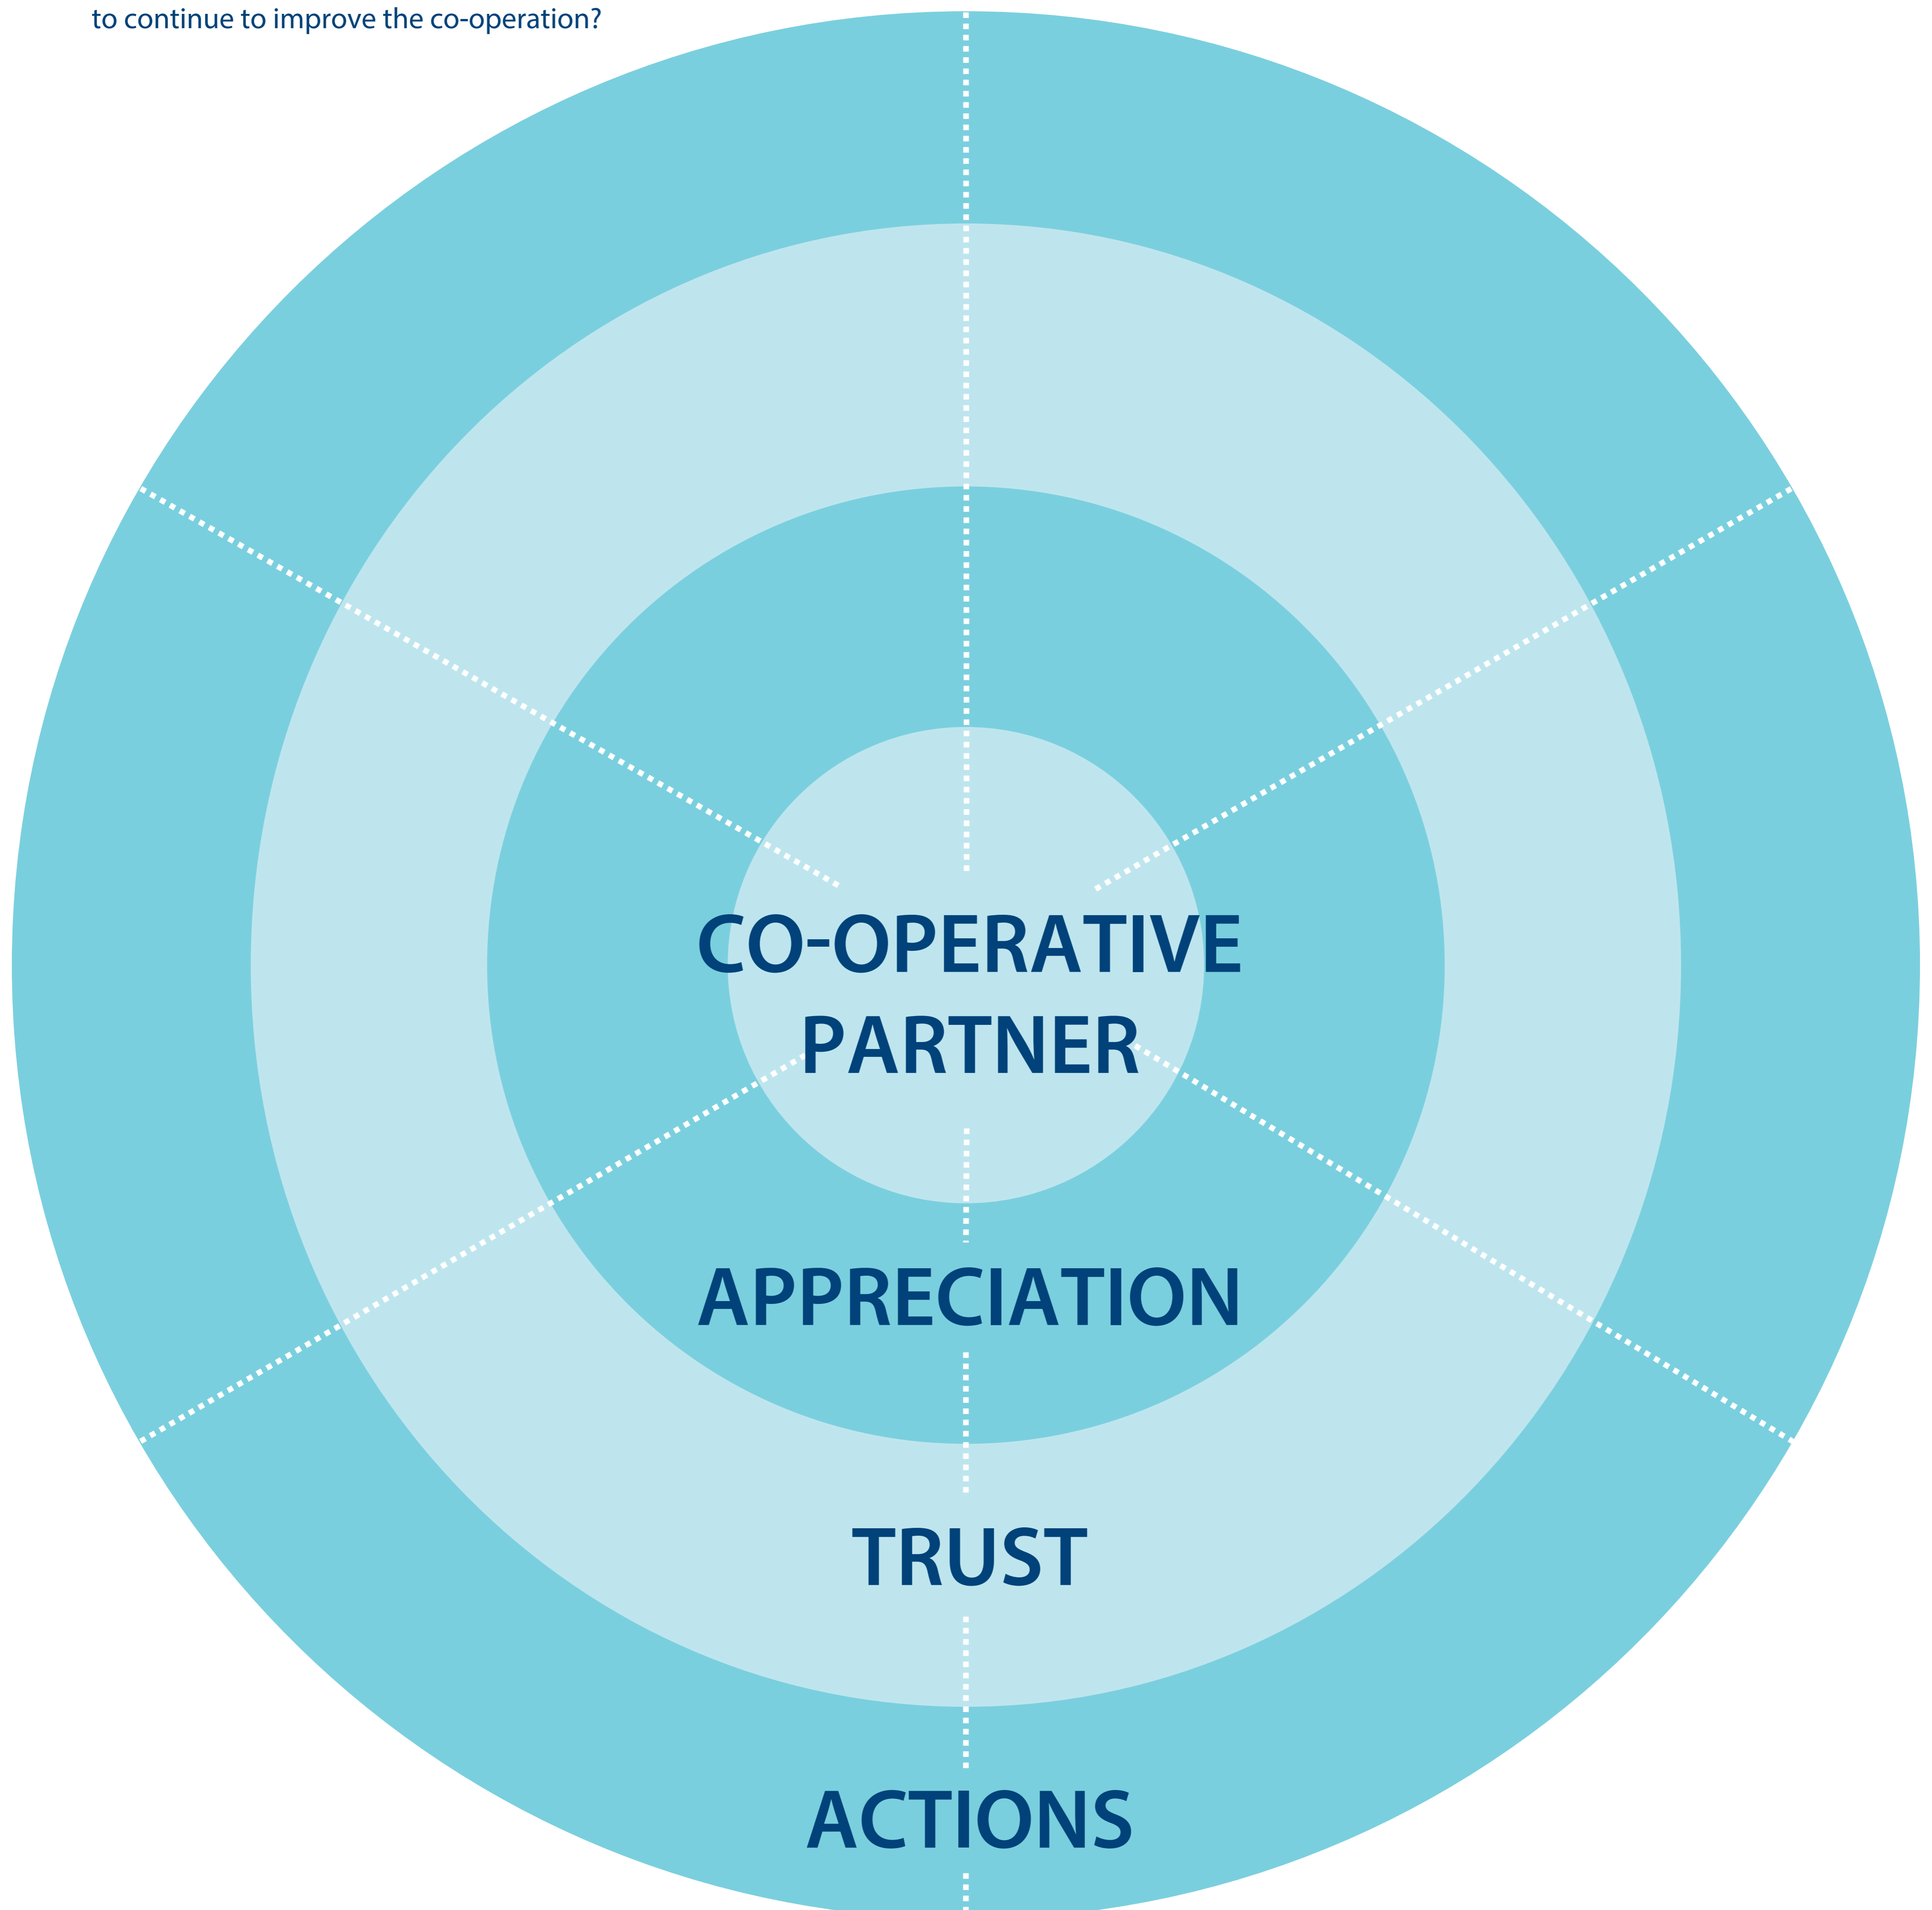 to continue to improve the co-operation?
CO-OPERATIVE
PARTNER
APPRECIATION
TRUST
ACTIONS